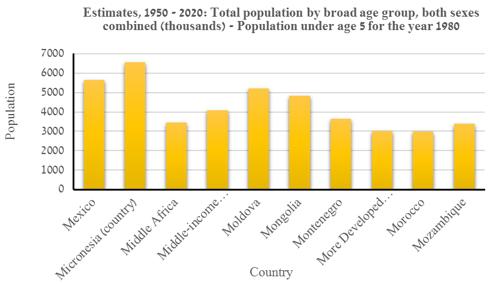 Estimates, 1950 - 2020: Total population by broad age group, both sexes
combined (thousands) - Population under age 5 for the year 1980
Population
7000
6000
5000
4000
3000
2000
1000
0
Mexico
Micronesia (country)
Middle Africa
Middle-income...
Moldova
Mongolia
Montenegro
More Developed...
Morocco
Mozambique
Country